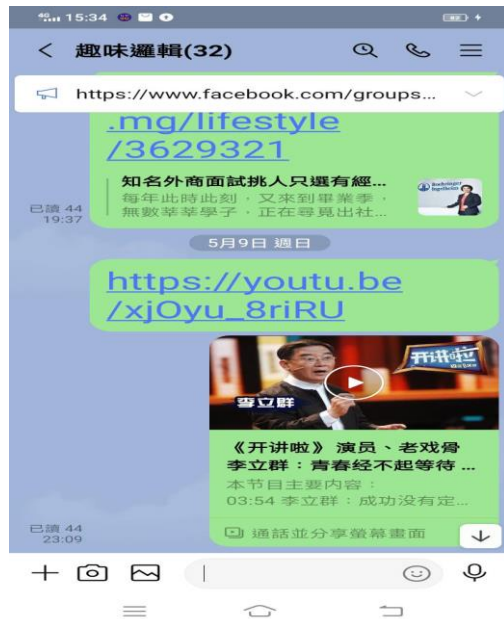 15:34
趣味邏輯(32)
https://www.facebook.com/groups...
.mg/lifestyle
/3629321
知名外商面試挑人只選有經...
每年此時此刻，又來到畢業季，
無數莘莘學子，正在尋覓出社...
已讀 44
19:37
5月9日 週日
https://youtu.be
/xjOyu_8riRU
开讲啦
李立群
《开讲啦》 演员、老戏骨
李立群：青春经不起等待 ...
本节目主要内容：
03:54 李立群：成功没有定...
通話並分享螢幕畫面
已讀 44
23:09